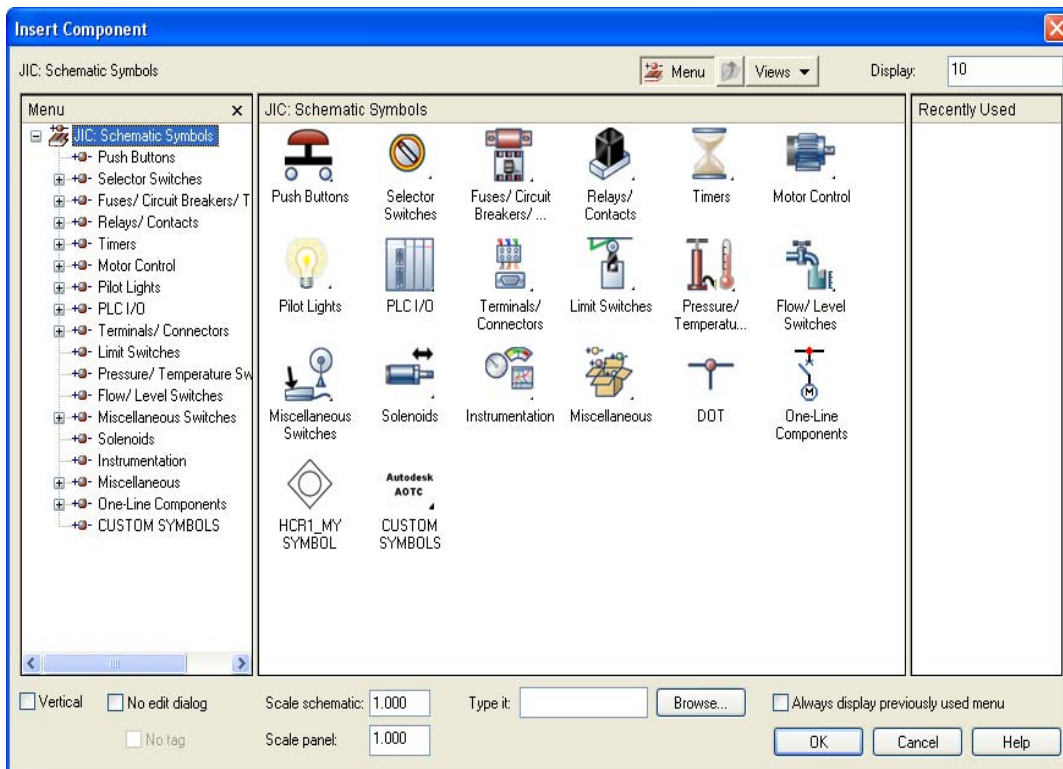 Insert Component
JIC: Schematic Symbols
Menu
Views
Display:
10
Menu
x
JIC: Schematic Symbols
Push Buttons
Selector Switches
Fuses/ Circuit Breakers/ T
Relays/ Contacts
Timers
Motor Control
Pilot Lights
PLC I/O
Terminals/ Connectors
Limit Switches
Pressure/ Temperature Sw
Flow/ Level Switches
Miscellaneous Switches
Solenoids
Instrumentation
Miscellaneous
One-Line Components
CUSTOM SYMBOLS
JIC: Schematic Symbols
Push Buttons
Selector
Switches
Fuses/ Circuit
Breakers/ ...
Relays/
Contacts
Timers
Motor Control
Pilot Lights
PLC I/O
Terminals/
Connectors
Limit Switches
Pressure/
Temperatu...
Flow/ Level
Switches
Miscellaneous
Switches
Solenoids
Instrumentation
Miscellaneous
DOT
M
One-Line
Components
HCR1_MY
SYMBOL
Autodesk
AOTC
CUSTOM
SYMBOLS
Recently Used
Vertical
No edit dialog
No tag
Scale schematic:
1.000
Scale panel:
1.000
Type it:
Browse...
Always display previously used menu
OK
Cancel
Help